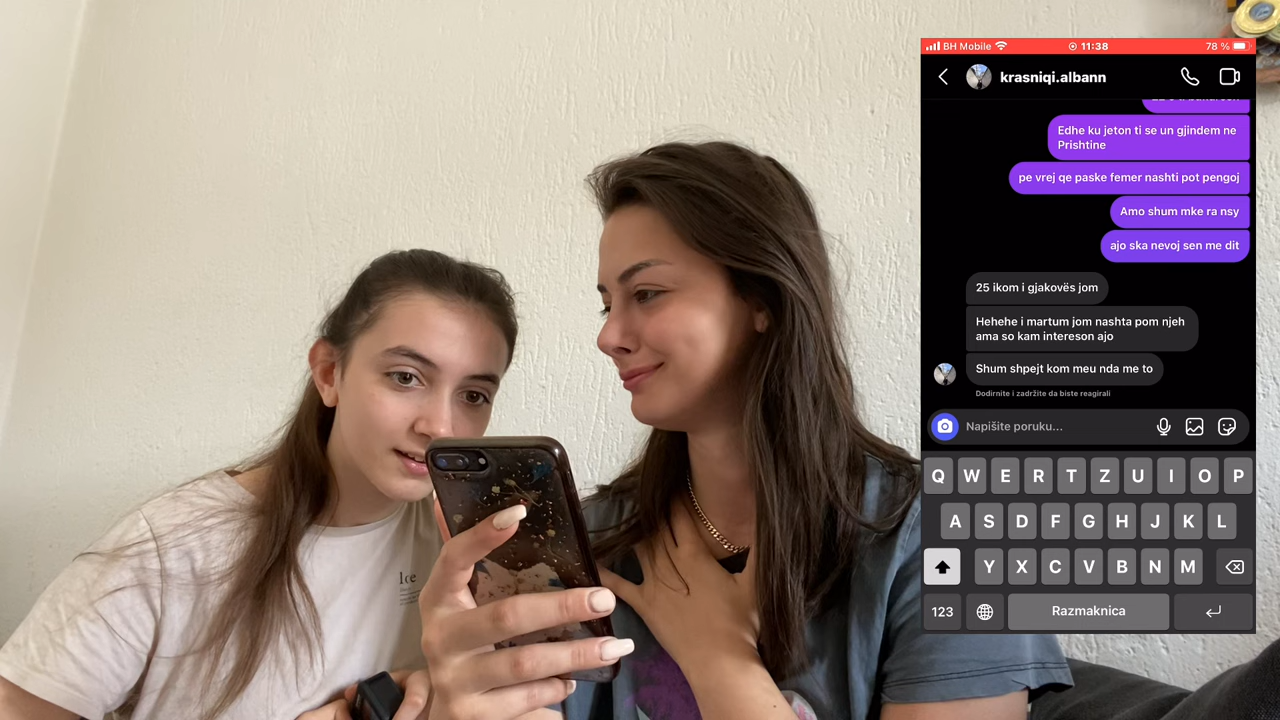 BH Mobile
11:38
78 %
krasniqi.albann
Edhe ku jeton ti se un gjindem ne
Prishtine
pe vrej qe paske femer nashti pot pengoj
Amo shum mke ra nsy
ajo ska nevoj sen me dit
25 ikom i gjakovës jom
Hehehe i martum jom nashta pom njeh
ama so kam intereson ajo
Shum shpejt kom meu nda me to
Dodirnite i zadržite da biste reagirali
Napišite poruku...
Q W E R T Z U I O P
A S D F G H J K L
Y X C V B N M
123
Razmaknica
Ice